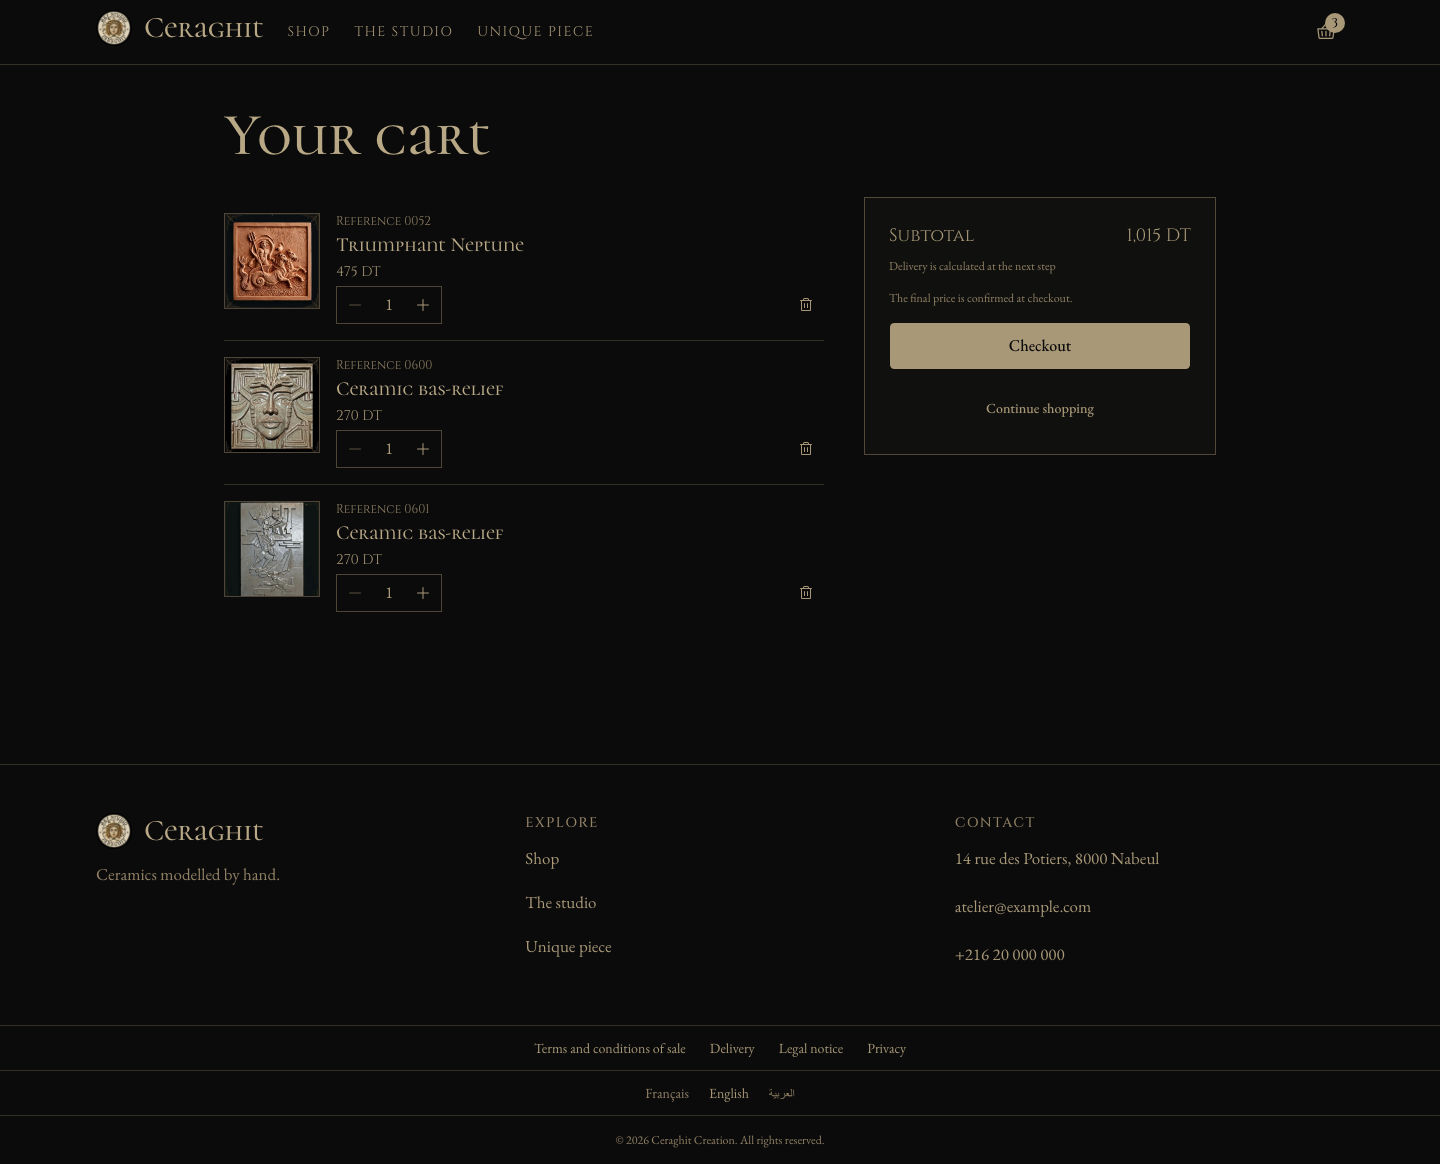 Ceraghit
SHOP
THE STUDIO
UNIQUE PIECE
3
Your cart
Reference 0052
Triumphant Neptune
475 DT
1
Reference 0600
Ceramic bas-relief
270 DT
1
Reference 0601
Ceramic bas-relief
270 DT
1
Subtotal 1,015 DT
Delivery is calculated at the next step
The final price is confirmed at checkout.
Checkout
Continue shopping
Ceraghit
Ceramics modelled by hand.
EXPLORE
Shop
The studio
Unique piece
CONTACT
14 rue des Potiers, 8000 Nabeul
atelier@example.com
+216 20 000 000
Terms and conditions of sale Delivery Legal notice Privacy
Français English العربية
© 2026 Ceraghit Creation. All rights reserved.